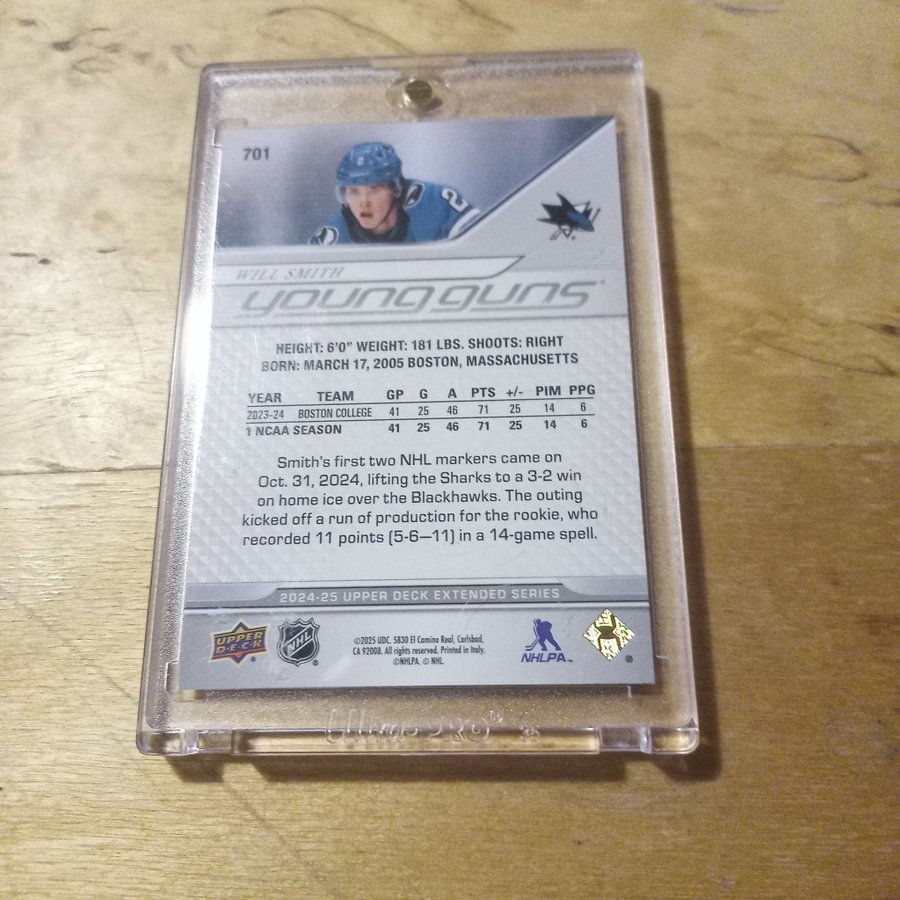 701
2
WILL SMITH
young guns
HEIGHT: 6'0" WEIGHT: 181 LBS. SHOOTS: RIGHT
BORN: MARCH 17, 2005 BOSTON, MASSACHUSETTS
YEAR TEAM GP G A PTS +/- PIM PPG
2023-24 BOSTON COLLEGE 41 25 46 71 25 14 6
1 NCAA SEASON 41 25 46 71 25 14 6
Smith's first two NHL markers came on
Oct. 31, 2024, lifting the Sharks to a 3-2 win
on home ice over the Blackhawks. The outing
kicked off a run of production for the rookie, who
recorded 11 points (5-6—11) in a 14-game spell.
2024-25 UPPER DECK EXTENDED SERIES
UPPER DECK ®
NHL ®
©2025 UDC. 5830 El Camino Real, Carlsbad,
CA 92008. All rights reserved. Printed in Italy.
©NHLPA. © NHL.
NHLPA™
®
Ultra PRO® 35